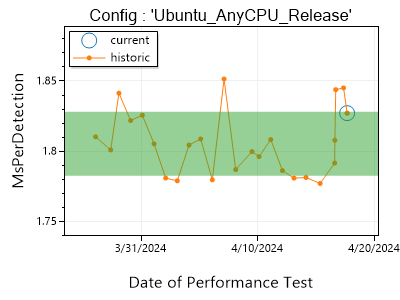 Config : 'Ubuntu_AnyCPU_Release'
current
historic
MsPerDetection
1.85
1.8
1.75
3/31/2024
4/10/2024
4/20/2024
Date of Performance Test